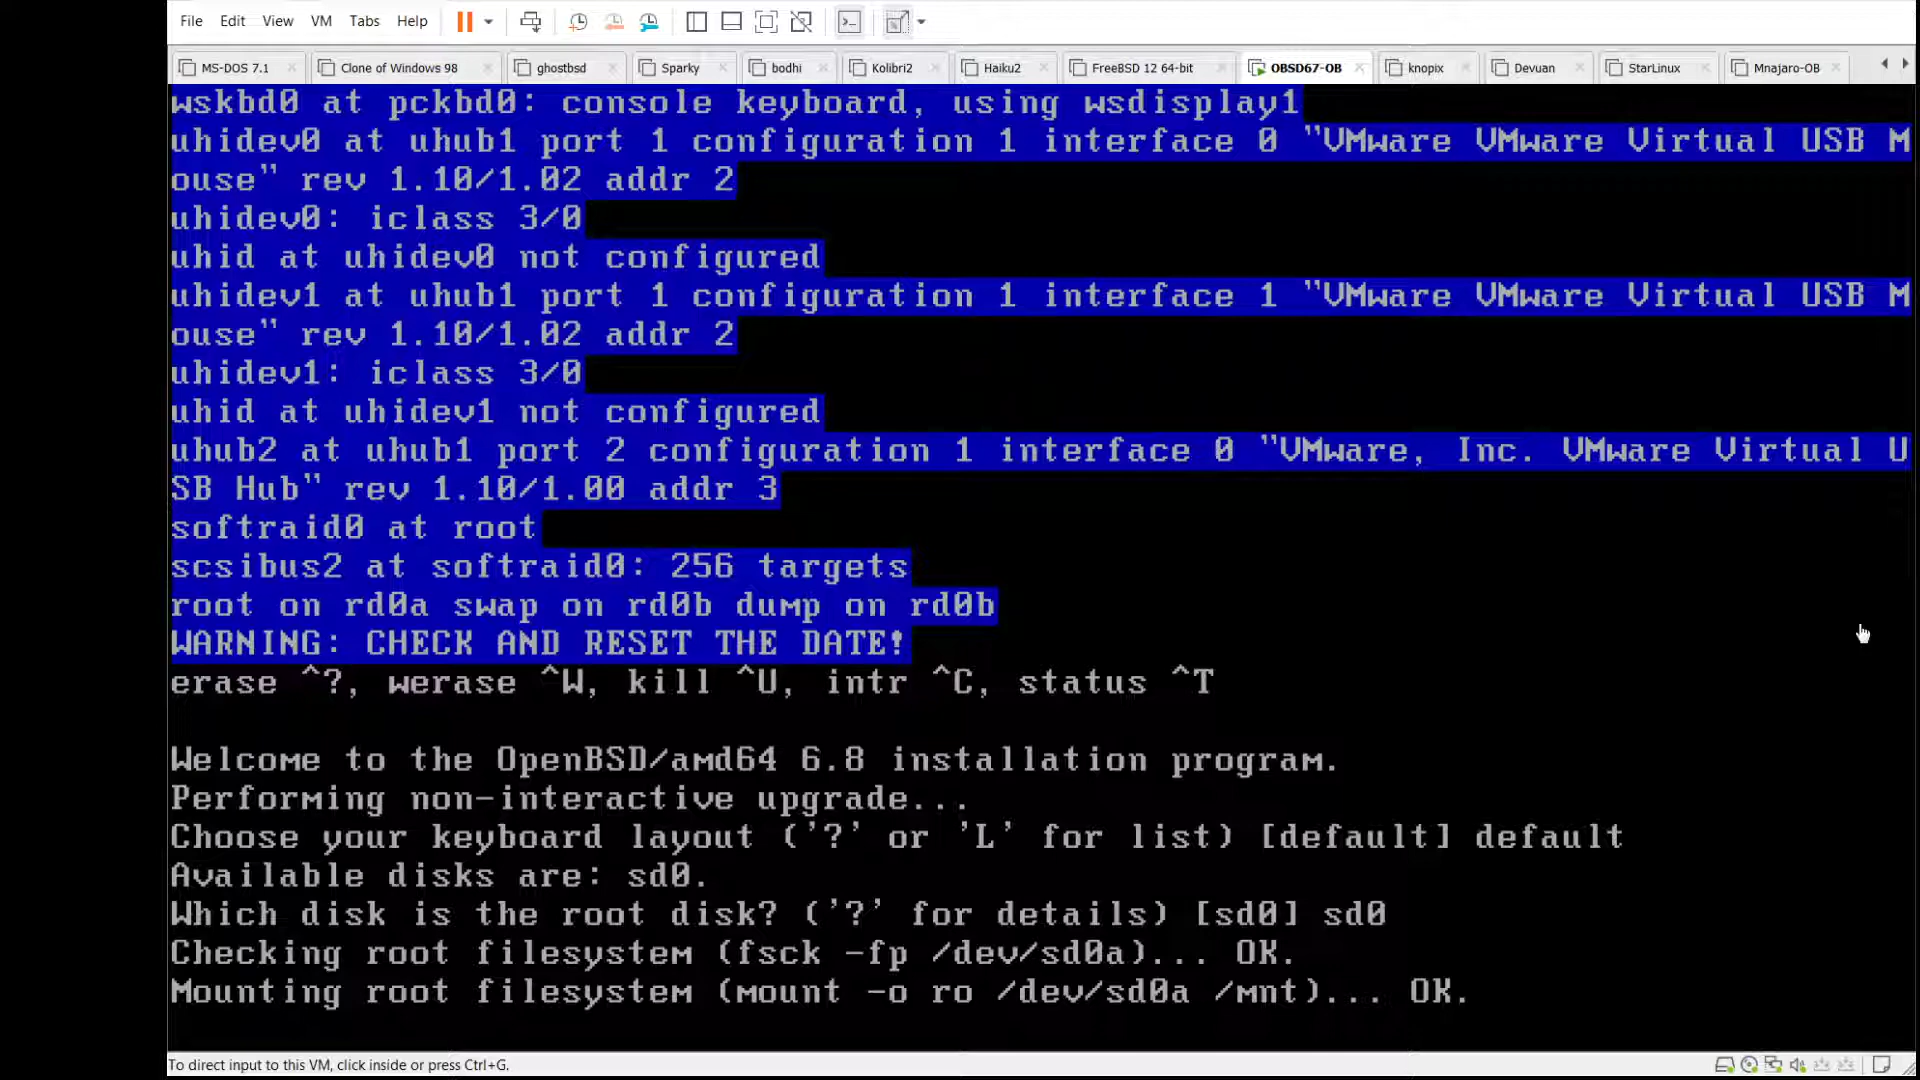 File Edit View VM Tabs Help
MS-DOS 7.1 Clone of Windows 98 ghostbsd Sparky bodhi Kolibri2 Haiku2 FreeBSD 12 64-bit OBSD67-OB knopix Devuan StarLinux Mnajaro-OB
wskbd0 at pckbd0: console keyboard, using wsdisplay1
uhidev0 at uhub1 port 1 configuration 1 interface 0 "VMware VMware Virtual USB M
ouse" rev 1.10/1.02 addr 2
uhidev0: iclass 3/0
uhid at uhidev0 not configured
uhidev1 at uhub1 port 1 configuration 1 interface 1 "VMware VMware Virtual USB M
ouse" rev 1.10/1.02 addr 2
uhidev1: iclass 3/0
uhid at uhidev1 not configured
uhub2 at uhub1 port 2 configuration 1 interface 0 "VMware, Inc. VMware Virtual U
SB Hub" rev 1.10/1.00 addr 3
softraid0 at root
scsibus2 at softraid0: 256 targets
root on rd0a swap on rd0b dump on rd0b
WARNING: CHECK AND RESET THE DATE!
erase ^?, werase ^W, kill ^U, intr ^C, status ^T
Welcome to the OpenBSD/amd64 6.8 installation program.
Performing non-interactive upgrade...
Choose your keyboard layout ('?' or 'L' for list) [default] default
Available disks are: sd0.
Which disk is the root disk? ('?' for details) [sd0] sd0
Checking root filesystem (fsck -fp /dev/sd0a)... OK.
Mounting root filesystem (mount -o ro /dev/sd0a /mnt)... OK.
To direct input to this VM, click inside or press Ctrl+G.